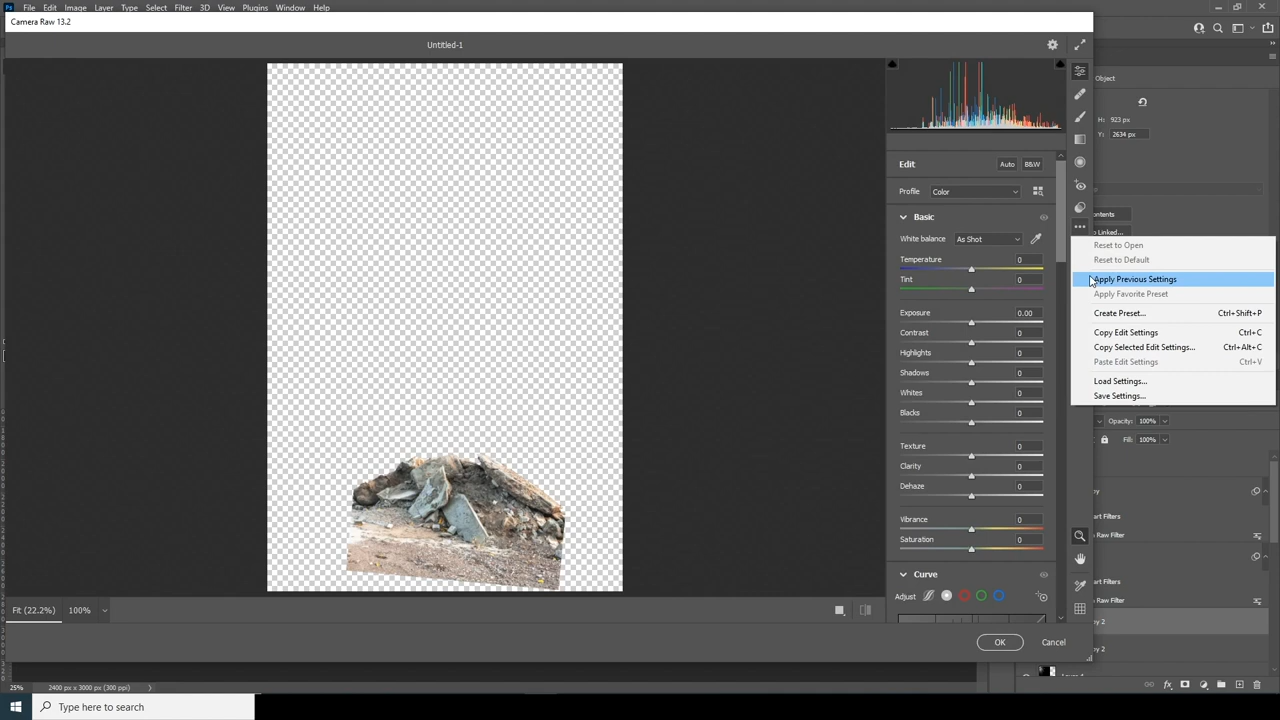 Ps File Edit Image Layer Type Select Filter 3D View Plugins Window Help
Camera Raw 13.2
Untitled-1
Object
H: 923 px
Y: 2634 px
Edit Auto B&W
Profile Color
Basic
White balance As Shot
Temperature 0
Tint 0
Exposure 0.00
Contrast 0
Highlights 0
Shadows 0
Whites 0
Blacks 0
Texture 0
Clarity 0
Dehaze 0
Vibrance 0
Saturation 0
Curve
Adjust
Reset to Open
Reset to Default
Apply Previous Settings
Apply Favorite Preset
Create Preset... Ctrl+Shift+P
Copy Edit Settings Ctrl+C
Copy Selected Edit Settings... Ctrl+Alt+C
Paste Edit Settings Ctrl+V
Load Settings...
Save Settings...
Opacity: 100%
Fill: 100%
Fit (22.2%) 100%
OK Cancel
25% 2400 px x 3000 px (300 ppi)
Type here to search